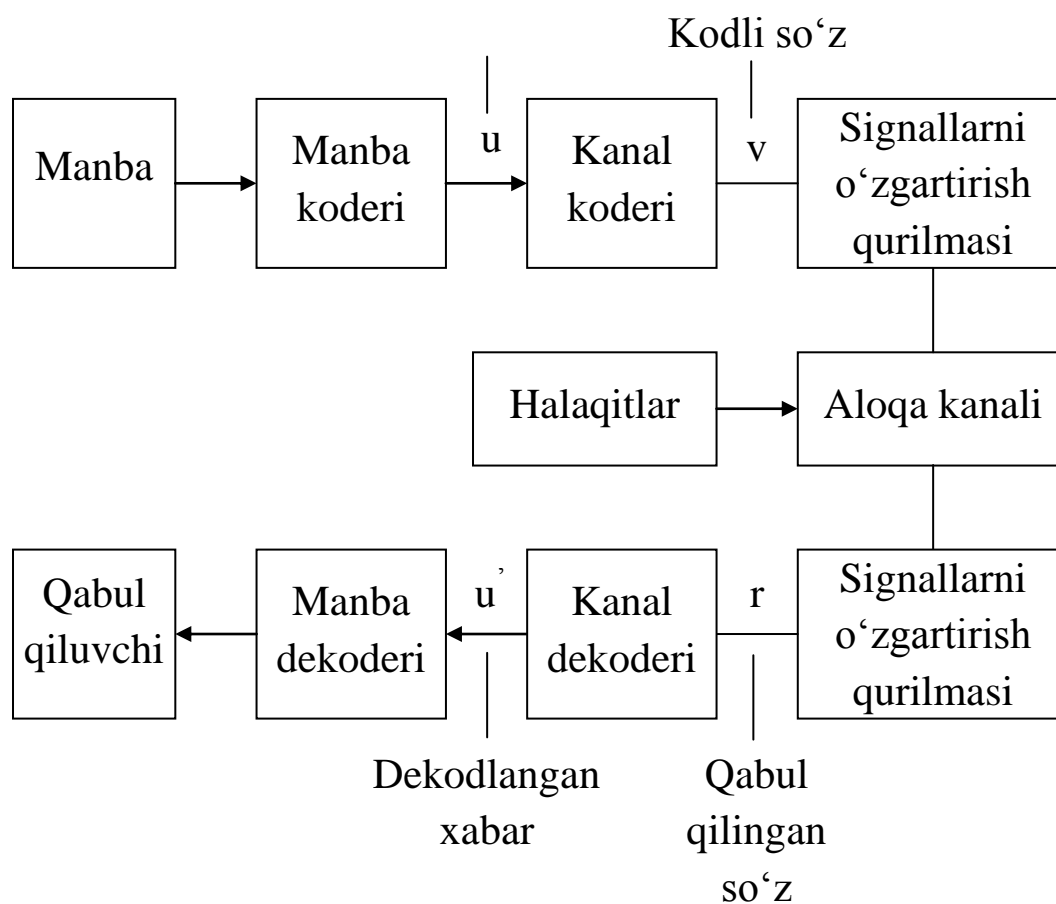 Kodli so‘z
Manba
Manba
koderi
u
Kanal
koderi
v
Signallarni
o‘zgartirish
qurilmasi
Halaqitlar
Aloqa kanali
Qabul
qiluvchi
Manba
dekoderi
u’
Kanal
dekoderi
r
Signallarni
o‘zgartirish
qurilmasi
Dekodlangan
xabar
Qabul
qilingan
so‘z